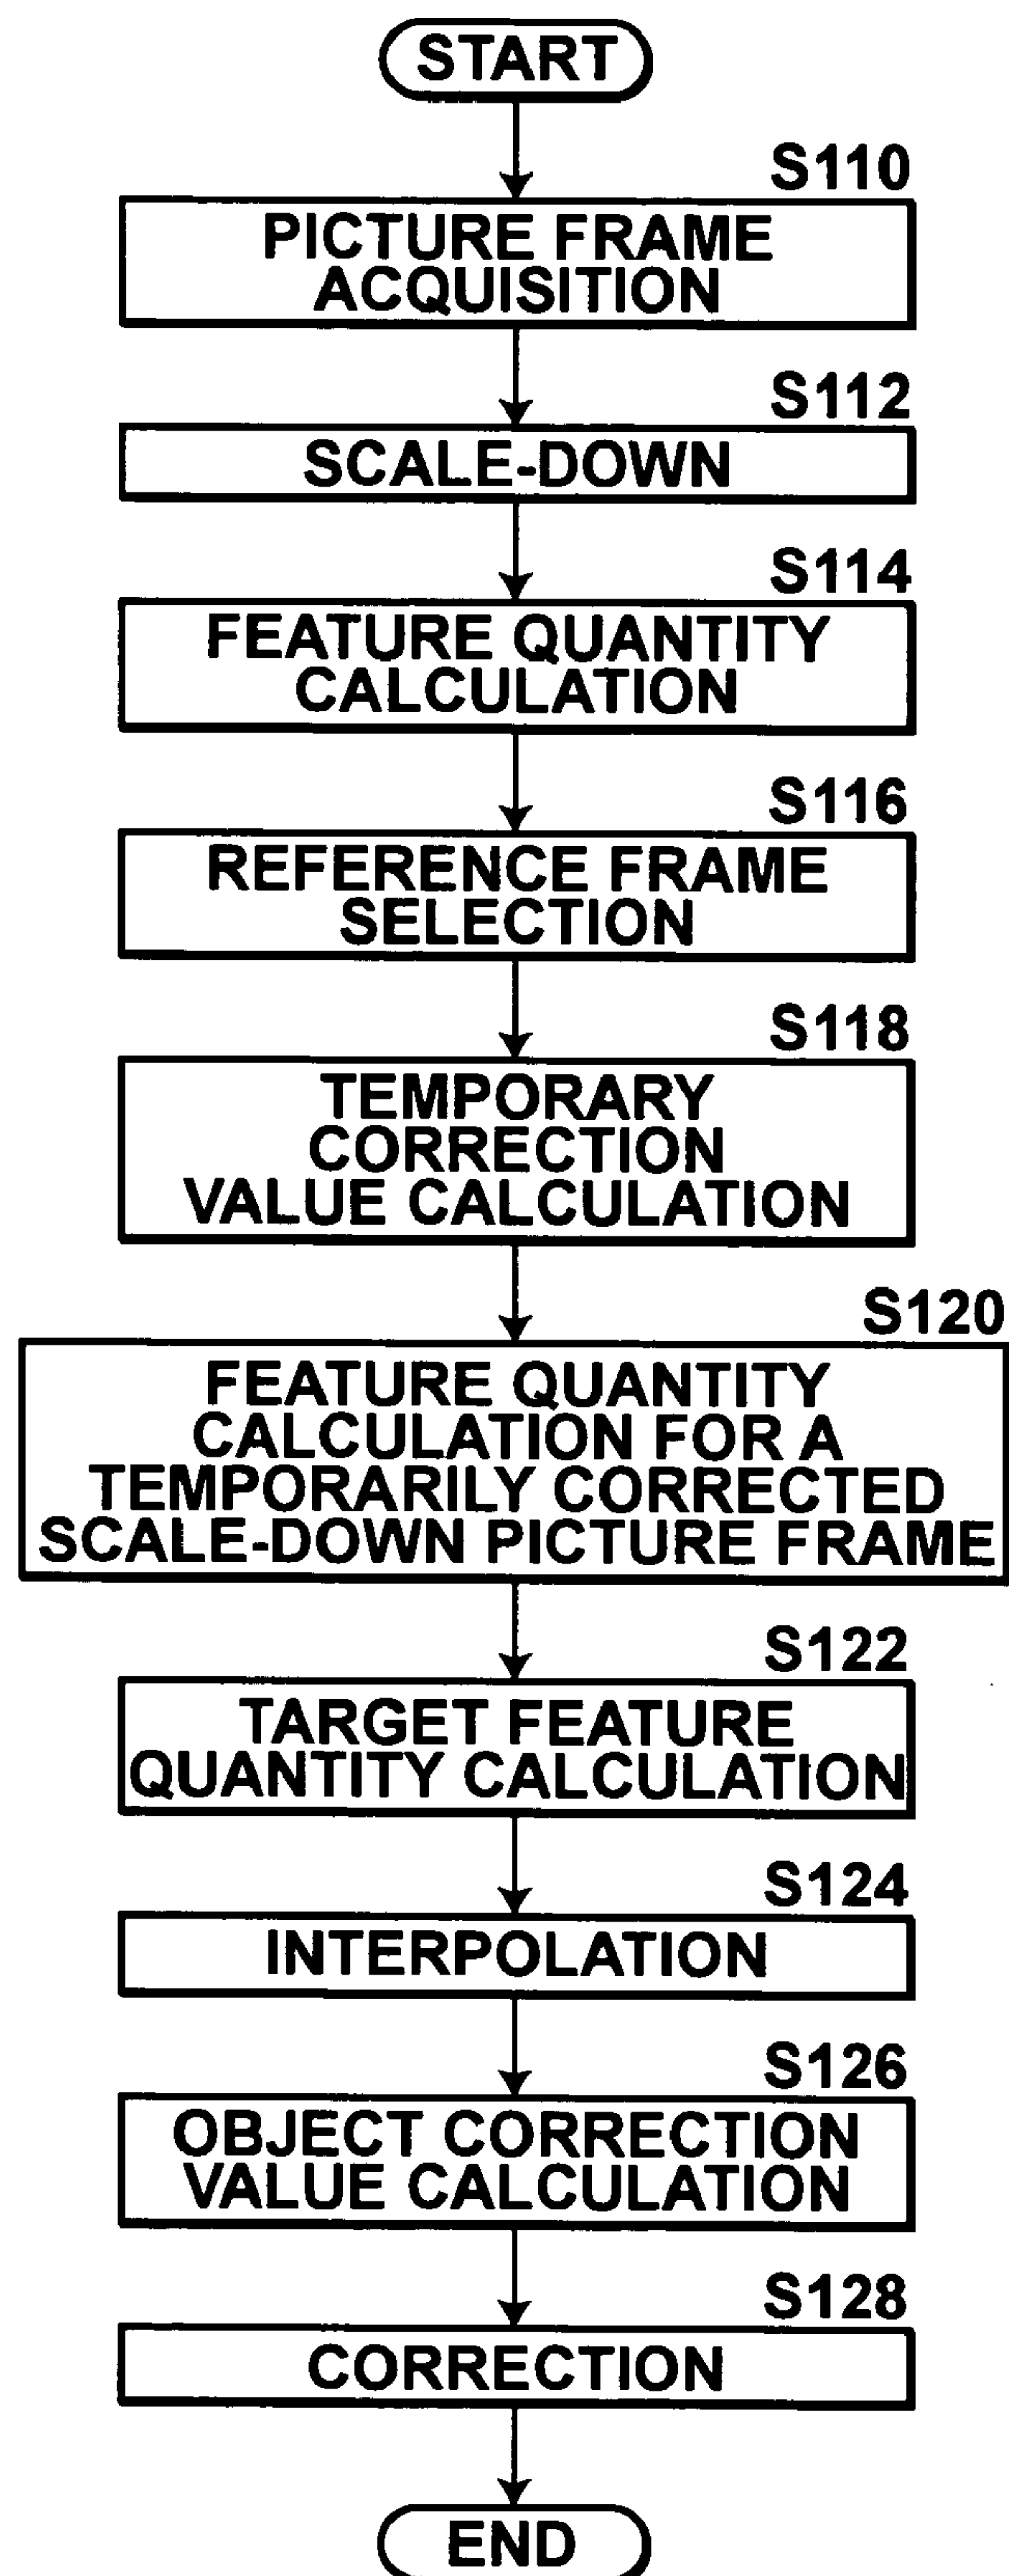 START
S110
PICTURE FRAME
ACQUISITION
S112
SCALE-DOWN
S114
FEATURE QUANTITY
CALCULATION
S116
REFERENCE FRAME
SELECTION
S118
TEMPORARY
CORRECTION
VALUE CALCULATION
S120
FEATURE QUANTITY
CALCULATION FOR A
TEMPORARILY CORRECTED
SCALE-DOWN PICTURE FRAME
S122
TARGET FEATURE
QUANTITY CALCULATION
S124
INTERPOLATION
S126
OBJECT CORRECTION
VALUE CALCULATION
S128
CORRECTION
END